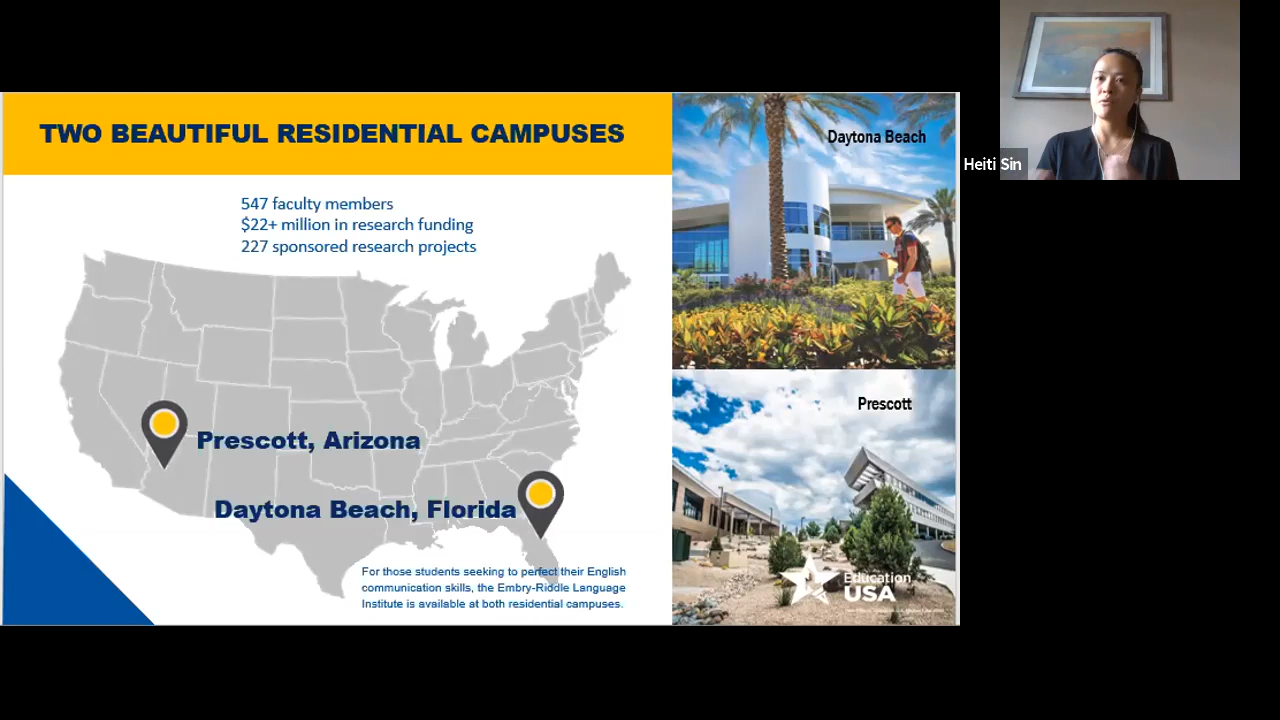 TWO BEAUTIFUL RESIDENTIAL CAMPUSES
547 faculty members
$22+ million in research funding
227 sponsored research projects
Prescott, Arizona
Daytona Beach, Florida
For those students seeking to perfect their English
communication skills, the Embry-Riddle Language
Institute is available at both residential campuses.
Daytona Beach
Prescott
Education
USA
Heiti Sin